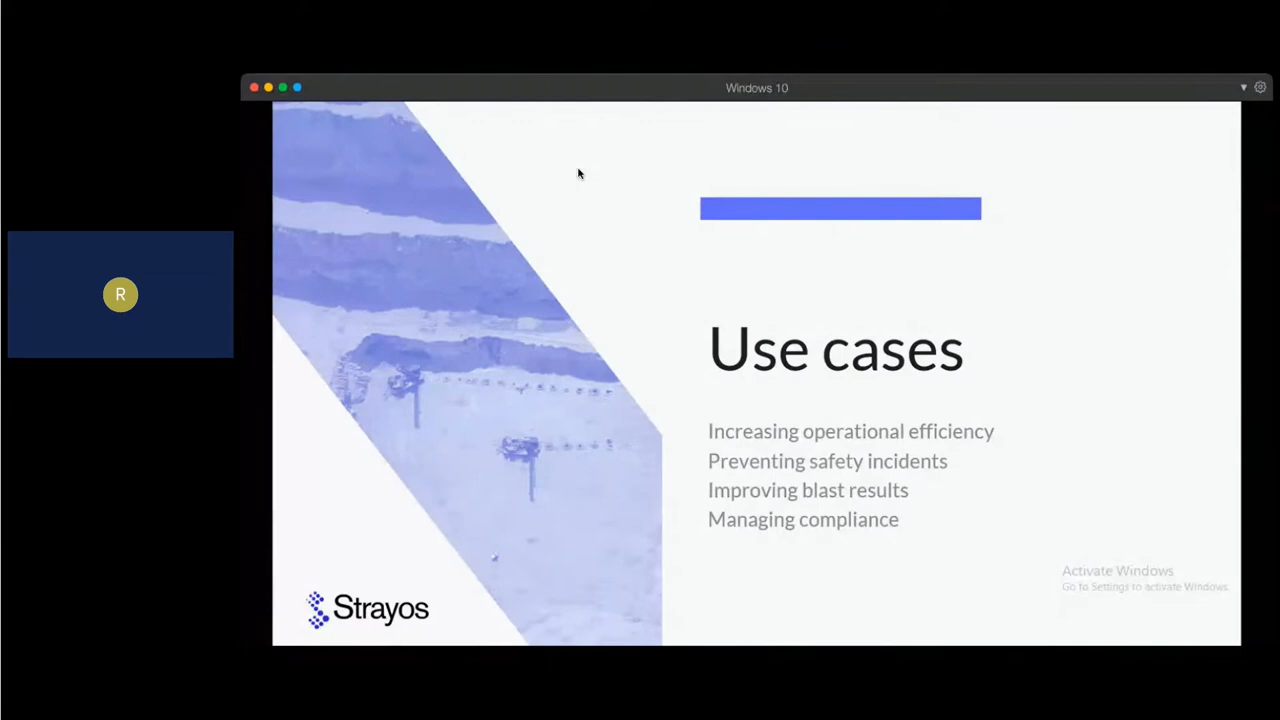 Windows 10
R
Use cases
Increasing operational efficiency
Preventing safety incidents
Improving blast results
Managing compliance
Activate Windows
Go to Settings to activate Windows.
Strayos